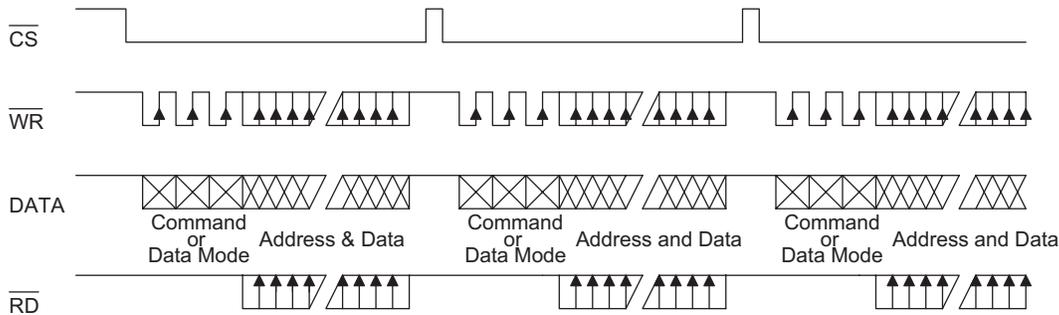 CS
WR
DATA
Command
or
Data Mode
Address & Data
Command
or
Data Mode
Address and Data
Command
or
Data Mode
Address and Data
RD